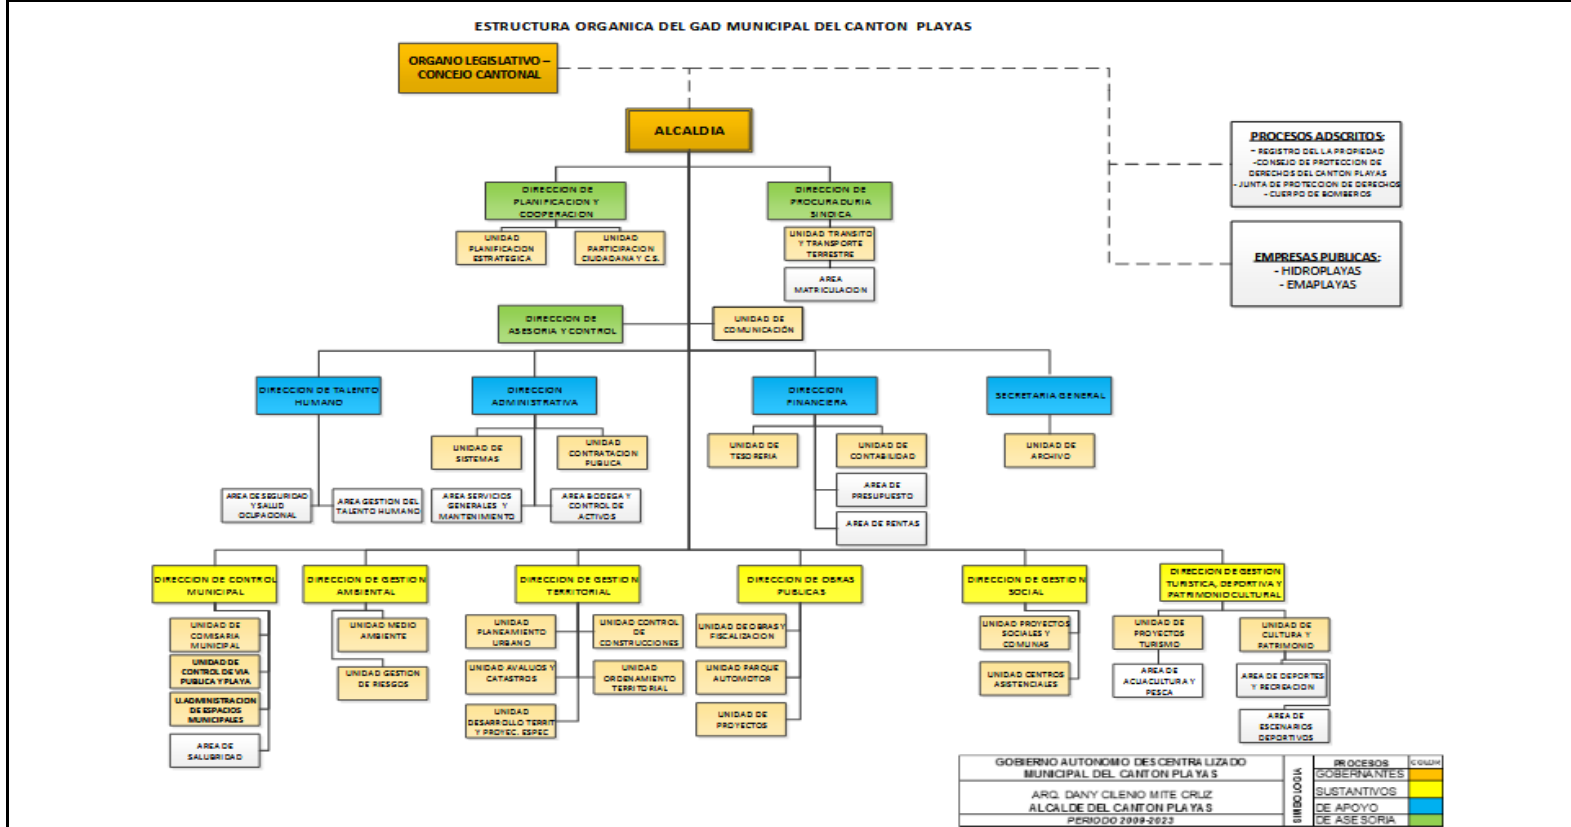 ESTRUCTURA ORGANICA DEL GAD MUNICIPAL DEL CANTON PLAYAS
ORGANO LEGISLATIVO –
CONCEJO CANTONAL
ALCALDIA
PROCESOS ADSCRITOS:
- REGISTRO DEL LA PROPIEDAD
-CONSEJO DE PROTECCION DE
DERECHOS DEL CANTON PLAYAS
- JUNTA DE PROTECCION DE DERECHOS
- CUERPO DE BOMBEROS
EMPRESAS PUBLICAS:
- HIDROPLAYAS
- EMAPLAYAS
DIRECCION DE
PLANIFICACION Y
COOPERACION
DIRECCION DE
PROCURADURIA
SINDICA
UNIDAD
PLANIFICACION
ESTRATEGICA
UNIDAD
PARTICIPACION
CIUDADANA Y C.S.
UNIDAD TRANSITO
Y TRANSPORTE
TERRESTRE
AREA
MATRICULACION
DIRECCION DE
ASESORIA Y CONTROL
UNIDAD DE
COMUNICACIÓN
DIRECCION DE TALENTO
HUMANO
DIRECCION
ADMINISTRATIVA
DIRECCION
FINANCIERA
SECRETARIA GENERAL
UNIDAD DE
SISTEMAS
UNIDAD
CONTRATACION
PUBLICA
UNIDAD DE
TESORERIA
UNIDAD DE
CONTABILIDAD
UNIDAD DE
ARCHIVO
AREA DE SEGURIDAD
Y SALUD
OCUPACIONAL
AREA GESTION DEL
TALENTO HUMANO
AREA SERVICIOS
GENERALES Y
MANTENIMIENTO
AREA BODEGA Y
CONTROL DE
ACTIVOS
AREA DE
PRESUPUESTO
AREA DE RENTAS
DIRECCION DE CONTROL
MUNICIPAL
DIRECCION DE GESTION
AMBIENTAL
DIRECCION DE GESTION
TERRITORIAL
DIRECCION DE OBRAS
PUBLICAS
DIRECCION DE GESTION
SOCIAL
DIRECCION DE GESTION
TURISTICA, DEPORTIVA Y
PATRIMONIO CULTURAL
UNIDAD DE
COMISARIA
MUNICIPAL
UNIDAD DE
CONTROL DE VIA
PUBLICA Y PLAYA
U.ADMINISTRACION
DE ESPACIOS
MUNICIPALES
AREA DE
SALUBRIDAD
UNIDAD MEDIO
AMBIENTE
UNIDAD GESTION
DE RIESGOS
UNIDAD
PLANEAMIENTO
URBANO
UNIDAD CONTROL
DE
CONSTRUCCIONES
UNIDAD AVALUOS Y
CATASTROS
UNIDAD
ORDENAMIENTO
TERRITORIAL
UNIDAD
DESARROLLO TERRIT
Y PROYEC. ESPEC
UNIDAD DE OBRAS Y
FISCALIZACION
UNIDAD PARQUE
AUTOMOTOR
UNIDAD DE
PROYECTOS
UNIDAD PROYECTOS
SOCIALES Y
COMUNAS
UNIDAD CENTROS
ASISTENCIALES
UNIDAD DE
PROYECTOS
TURISMO
AREA DE
ACUACULTURA Y
PESCA
UNIDAD DE
CULTURA Y
PATRIMONIO
AREA DE DEPORTES
Y RECREACION
AREA DE
ESCENARIOS
DEPORTIVOS
GOBIERNO AUTONOMO DESCENTRALIZADO
MUNICIPAL DEL CANTON PLAYAS
ARQ. DANY CILENIO MITE CRUZ
ALCALDE DEL CANTON PLAYAS
PERIODO 2009-2023
SIMBOLOGIA
PROCESOS COLOR
GOBERNANTES
SUSTANTIVOS
DE APOYO
DE ASESORIA